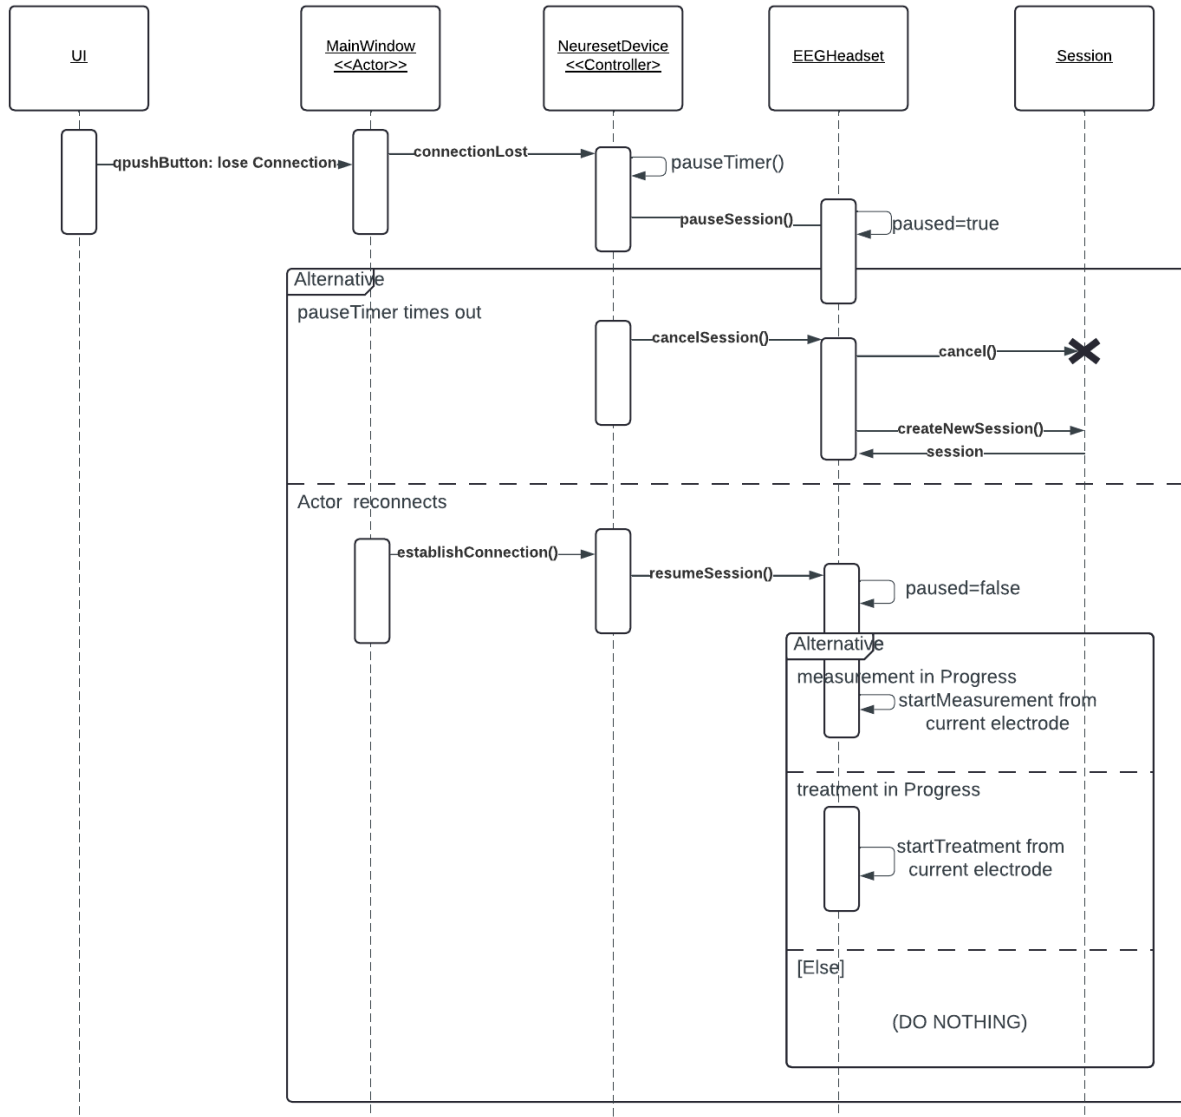 UI
MainWindow
<<Actor>>
NeuresetDevice
<<Controller>
EEGHeadset
Session
qpushButton: lose Connection
connectionLost
pauseTimer()
pauseSession()
paused=true
Alternative
pauseTimer times out
cancelSession()
cancel()
createNewSession()
session
Actor reconnects
establishConnection()
resumeSession()
paused=false
Alternative
measurement in Progress
startMeasurement from
current electrode
treatment in Progress
startTreatment from
current electrode
[Else]
(DO NOTHING)